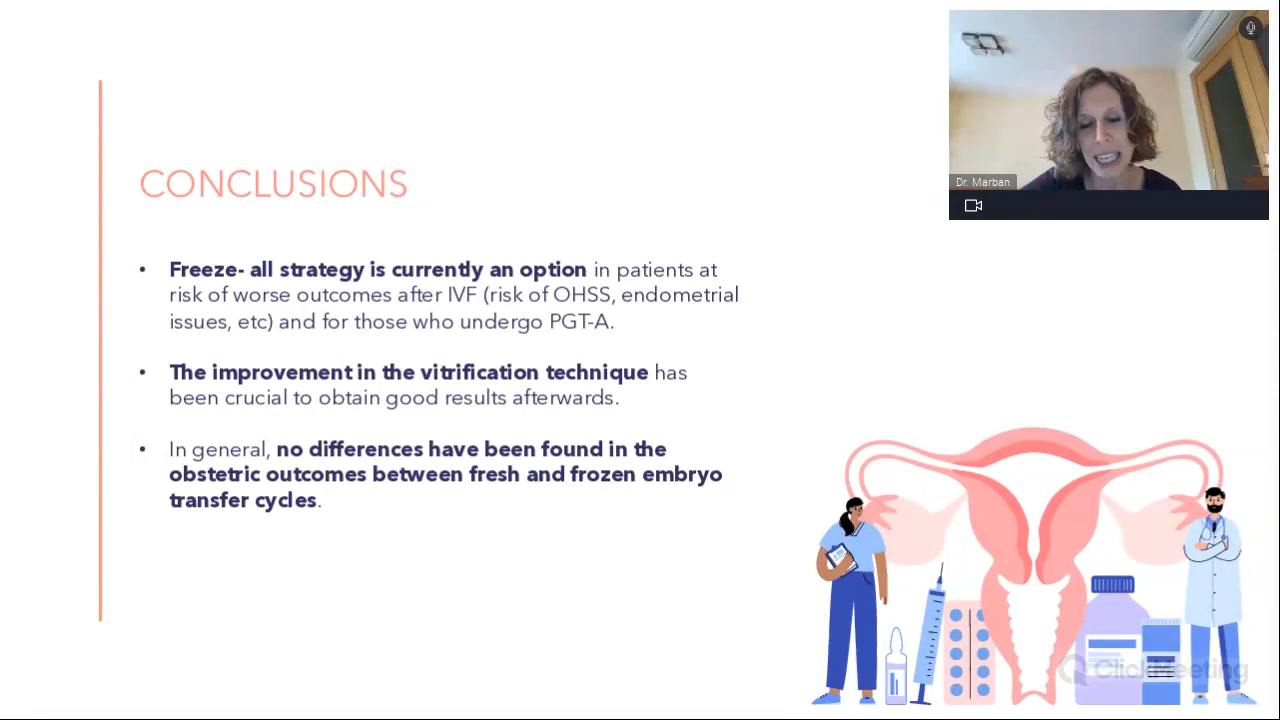 Dr. Marban
CONCLUSIONS
• Freeze- all strategy is currently an option in patients at
risk of worse outcomes after IVF (risk of OHSS, endometrial
issues, etc) and for those who undergo PGT-A.
• The improvement in the vitrification technique has
been crucial to obtain good results afterwards.
• In general, no differences have been found in the
obstetric outcomes between fresh and frozen embryo
transfer cycles.
ClickMeeting